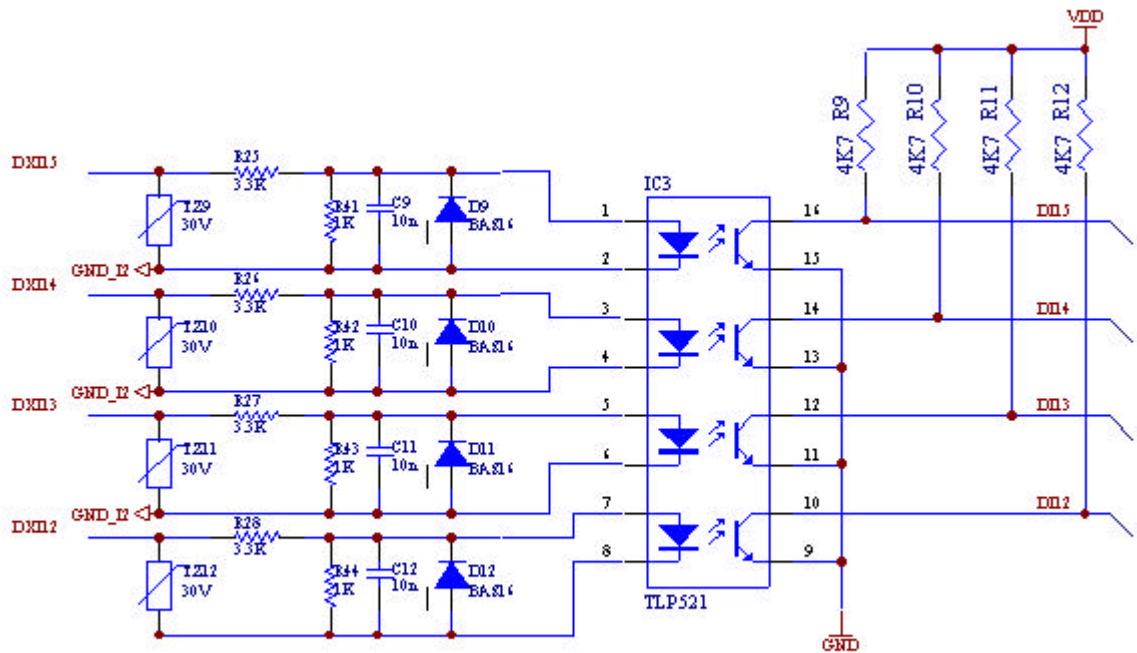 VDD
R9
4K7
R10
4K7
R11
4K7
R12
4K7
DXI15
R25
33K
TZ9
30V
R41
1K
C9
10n
D9
BAS16
GND_I2
DXI14
R26
33K
TZ10
30V
R42
1K
C10
10n
D10
BAS16
GND_I2
DXI13
R27
33K
TZ11
30V
R43
1K
C11
10n
D11
BAS16
GND_I2
DXI12
R28
33K
TZ12
30V
R44
1K
C12
10n
D12
BAS16
IC3
1
2
3
4
5
6
7
8
16
15
14
13
12
11
10
9
TLP521
DI15
DI14
DI13
DI12
GND